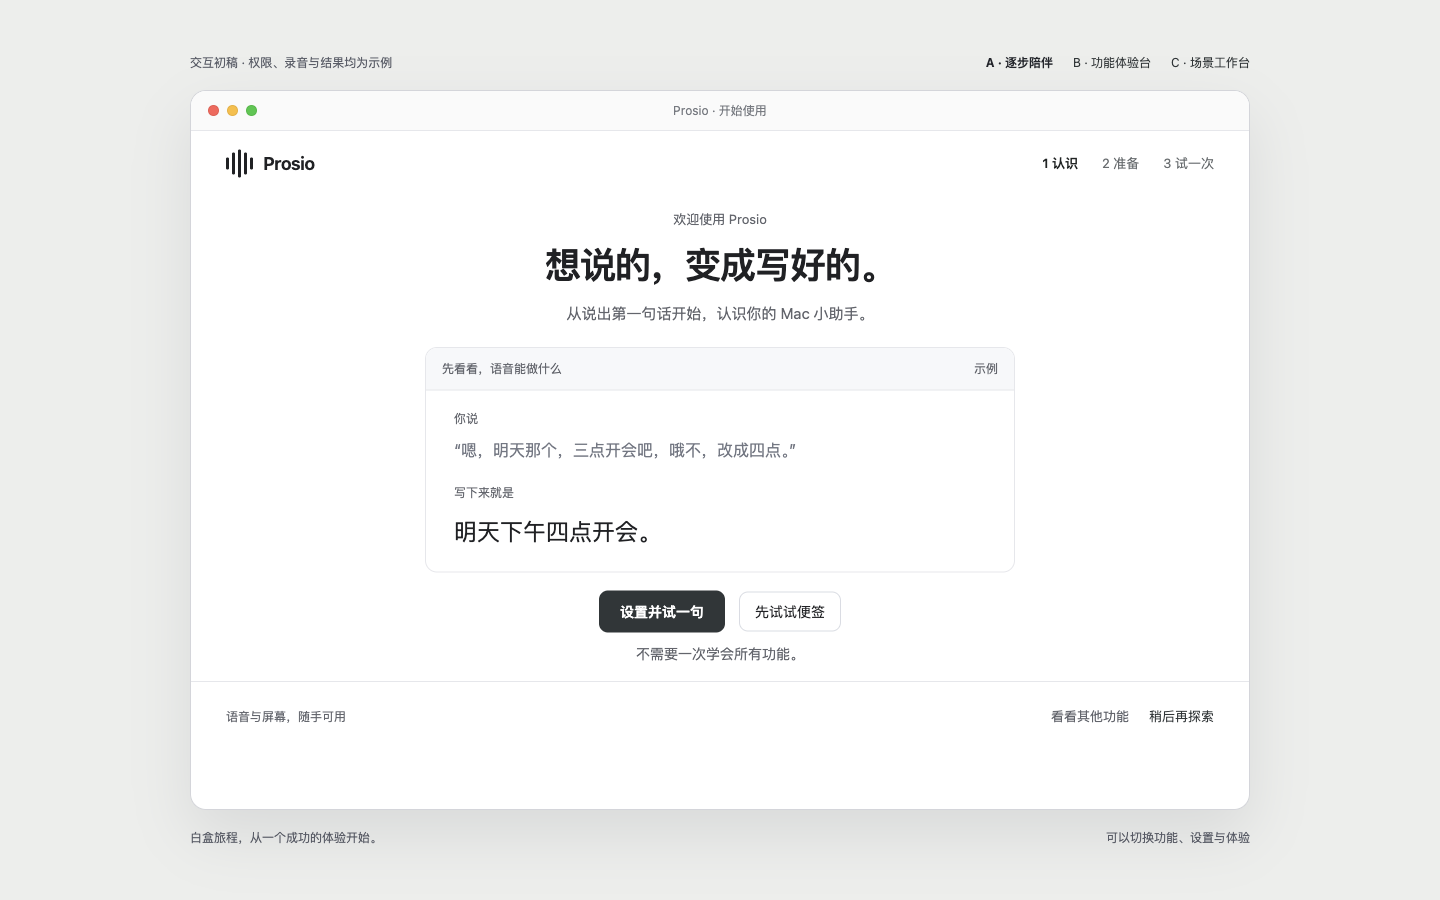 交互初稿 · 权限、录音与结果均为示例
A · 逐步陪伴 B · 功能体验台 C · 场景工作台
Prosio · 开始使用
Prosio
1 认识 2 准备 3 试一次
欢迎使用 Prosio
想说的，变成写好的。
从说出第一句话开始，认识你的 Mac 小助手。
先看看，语音能做什么 示例
你说
“嗯，明天那个，三点开会吧，哦不，改成四点。”
写下来就是
明天下午四点开会。
设置并试一句 先试试便签
不需要一次学会所有功能。
语音与屏幕，随手可用 看看其他功能 稍后再探索
白盒旅程，从一个成功的体验开始。 可以切换功能、设置与体验